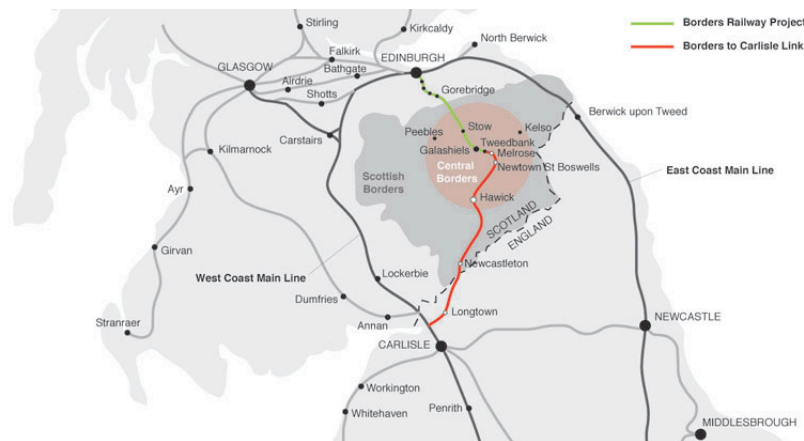 Stirling
Kirkcaldy
Borders Railway Project
Borders to Carlisle Link
North Berwick
Falkirk
EDINBURGH
GLASGOW
Bathgate
Airdrie
Gorebridge
Shotts
Berwick upon Tweed
Stow
Kelso
Peebles
Carstairs
Tweedbank
Galashiels
Melrose
Kilmarnock
Central
Borders
Newtown St Boswells
East Coast Main Line
Scottish
Borders
Ayr
Hawick
SCOTLAND
ENGLAND
Girvan
Newcastleton
West Coast Main Line
Lockerbie
Dumfries
Longtown
Stranraer
Annan
NEWCASTLE
CARLISLE
Workington
Whitehaven
Penrith
MIDDLESBROUGH